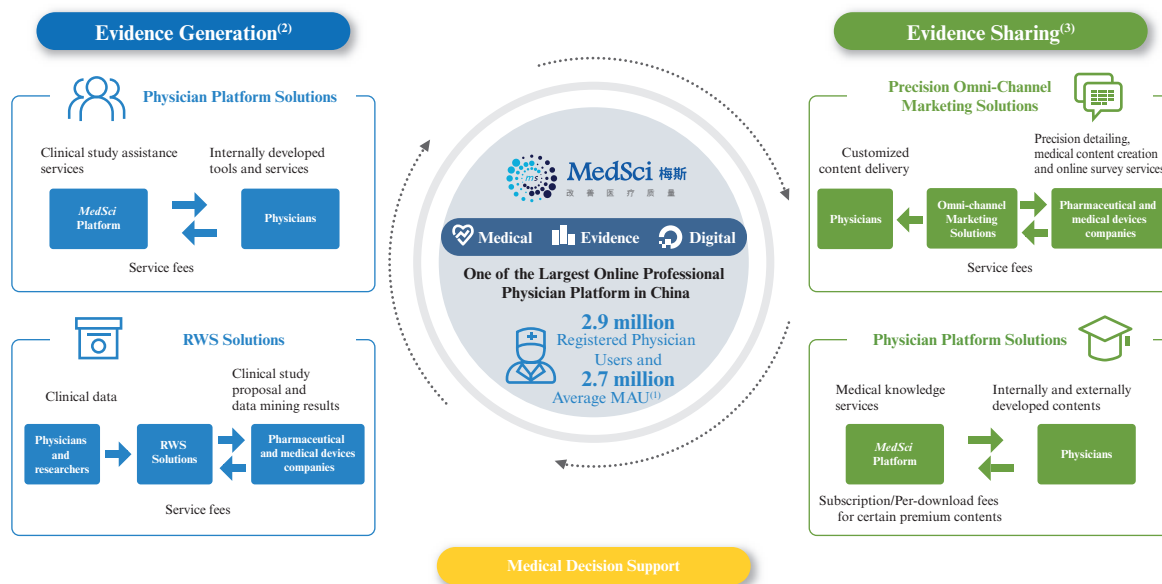 Evidence Generation(2)
Physician Platform Solutions
Clinical study assistance
services
Internally developed
tools and services
MedSci
Platform
Physicians
Service fees
RWS Solutions
Clinical data
Clinical study
proposal and
data mining results
Physicians
and
researchers
RWS
Solutions
Pharmaceutical
and medical devices
companies
Service fees
ms
MedSci 梅斯
改善医疗质量
Medical
Evidence
Digital
One of the Largest Online Professional
Physician Platform in China
2.9 million
Registered Physician
Users and
2.7 million
Average MAU(1)
Medical Decision Support
Evidence Sharing(3)
Precision Omni-Channel
Marketing Solutions
Customized
content delivery
Precision detailing,
medical content creation
and online survey services
Physicians
Omni-channel
Marketing
Solutions
Pharmaceutical and
medical devices
companies
Service fees
Physician Platform Solutions
Medical knowledge
services
Internally and externally
developed contents
MedSci
Platform
Physicians
Subscription/Per-download fees
for certain premium contents